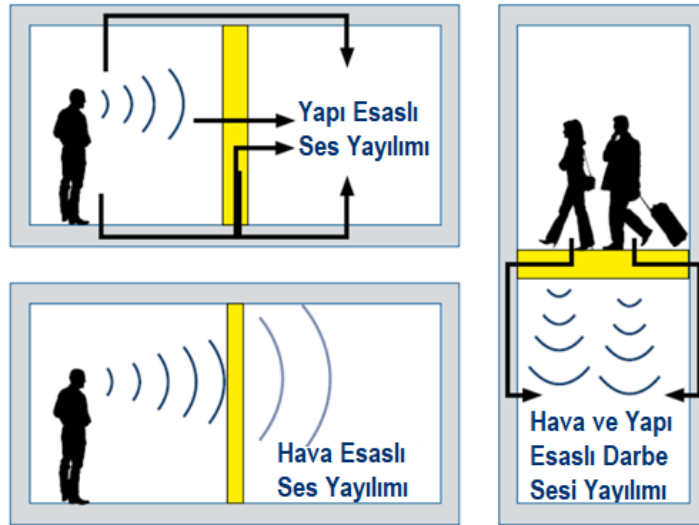 Yapı Esaslı
Ses Yayılımı
Hava Esaslı
Ses Yayılımı
Hava ve Yapı
Esaslı Darbe
Sesi Yayılımı